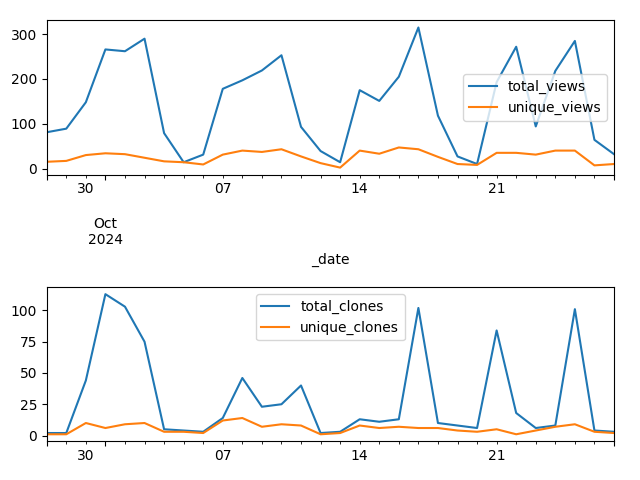 300
200
100
0
total_views
unique_views
30 07 14 21
Oct
2024
_date
100
75
50
25
0
total_clones
unique_clones
30 07 14 21